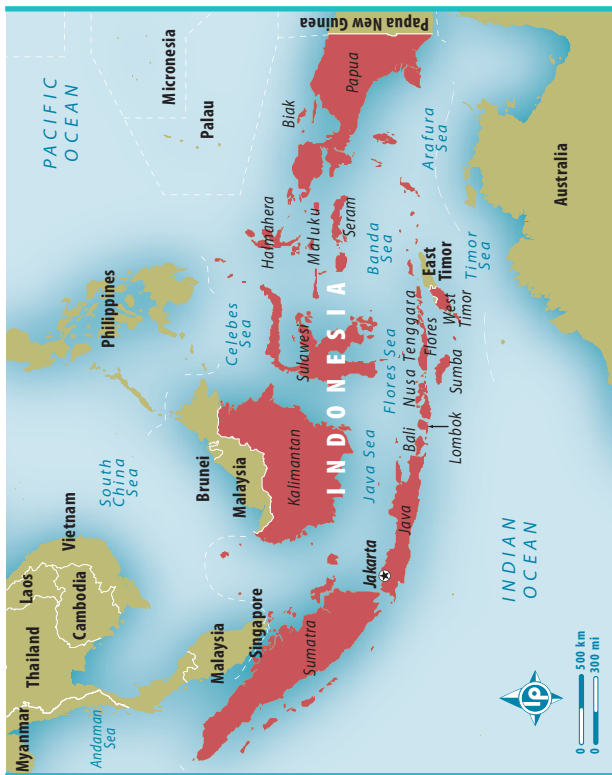 PACIFIC
OCEAN
Micronesia
Palau
Papua New Guinea
Papua
Biak
Philippines
Halmahera
Maluku
Seram
Banda
Sea
Arafura
Sea
Australia
Timor
Sea
East
Timor
West
Timor
Celebes
Sea
Sulawesi
INDONESIA
Flores Sea
Nusa Tenggara
Flores
Sumba
Lombok
Bali
Java Sea
Java
Jakarta
Kalimantan
Brunei
Malaysia
South
China
Sea
Vietnam
Laos
Cambodia
Thailand
Myanmar
Andaman
Sea
Malaysia
Singapore
Sumatra
INDIAN
OCEAN
lp
0 500 km
0 300 mi